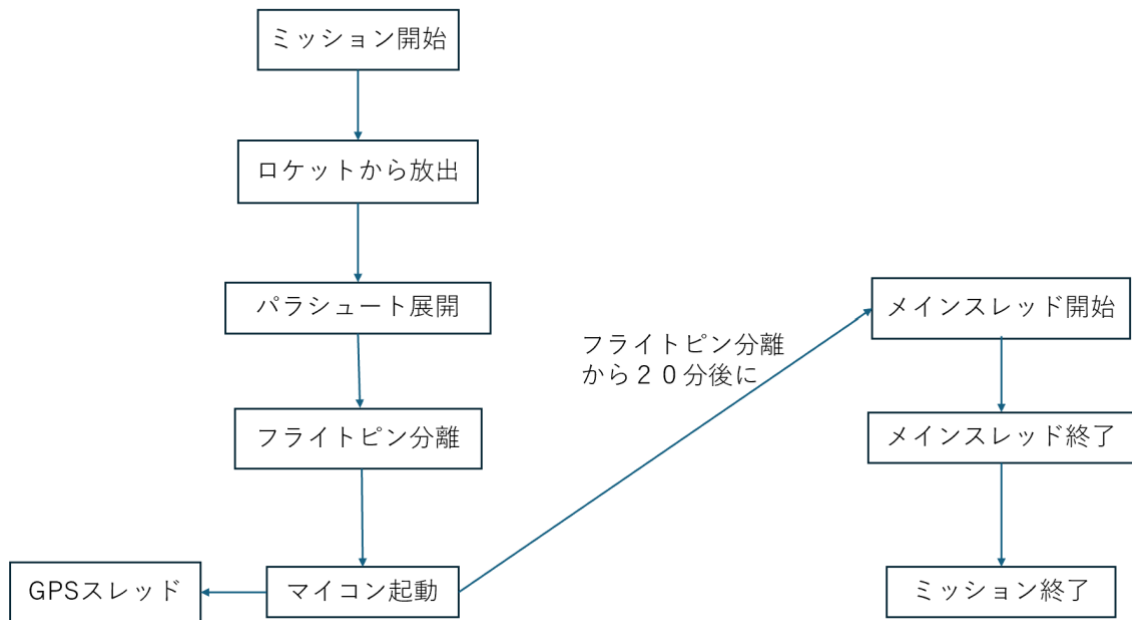 ミッション開始
ロケットから放出
パラシュート展開
フライトピン分離
マイコン起動
GPSスレッド
フライトピン分離
から２０分後に
メインスレッド開始
メインスレッド終了
ミッション終了